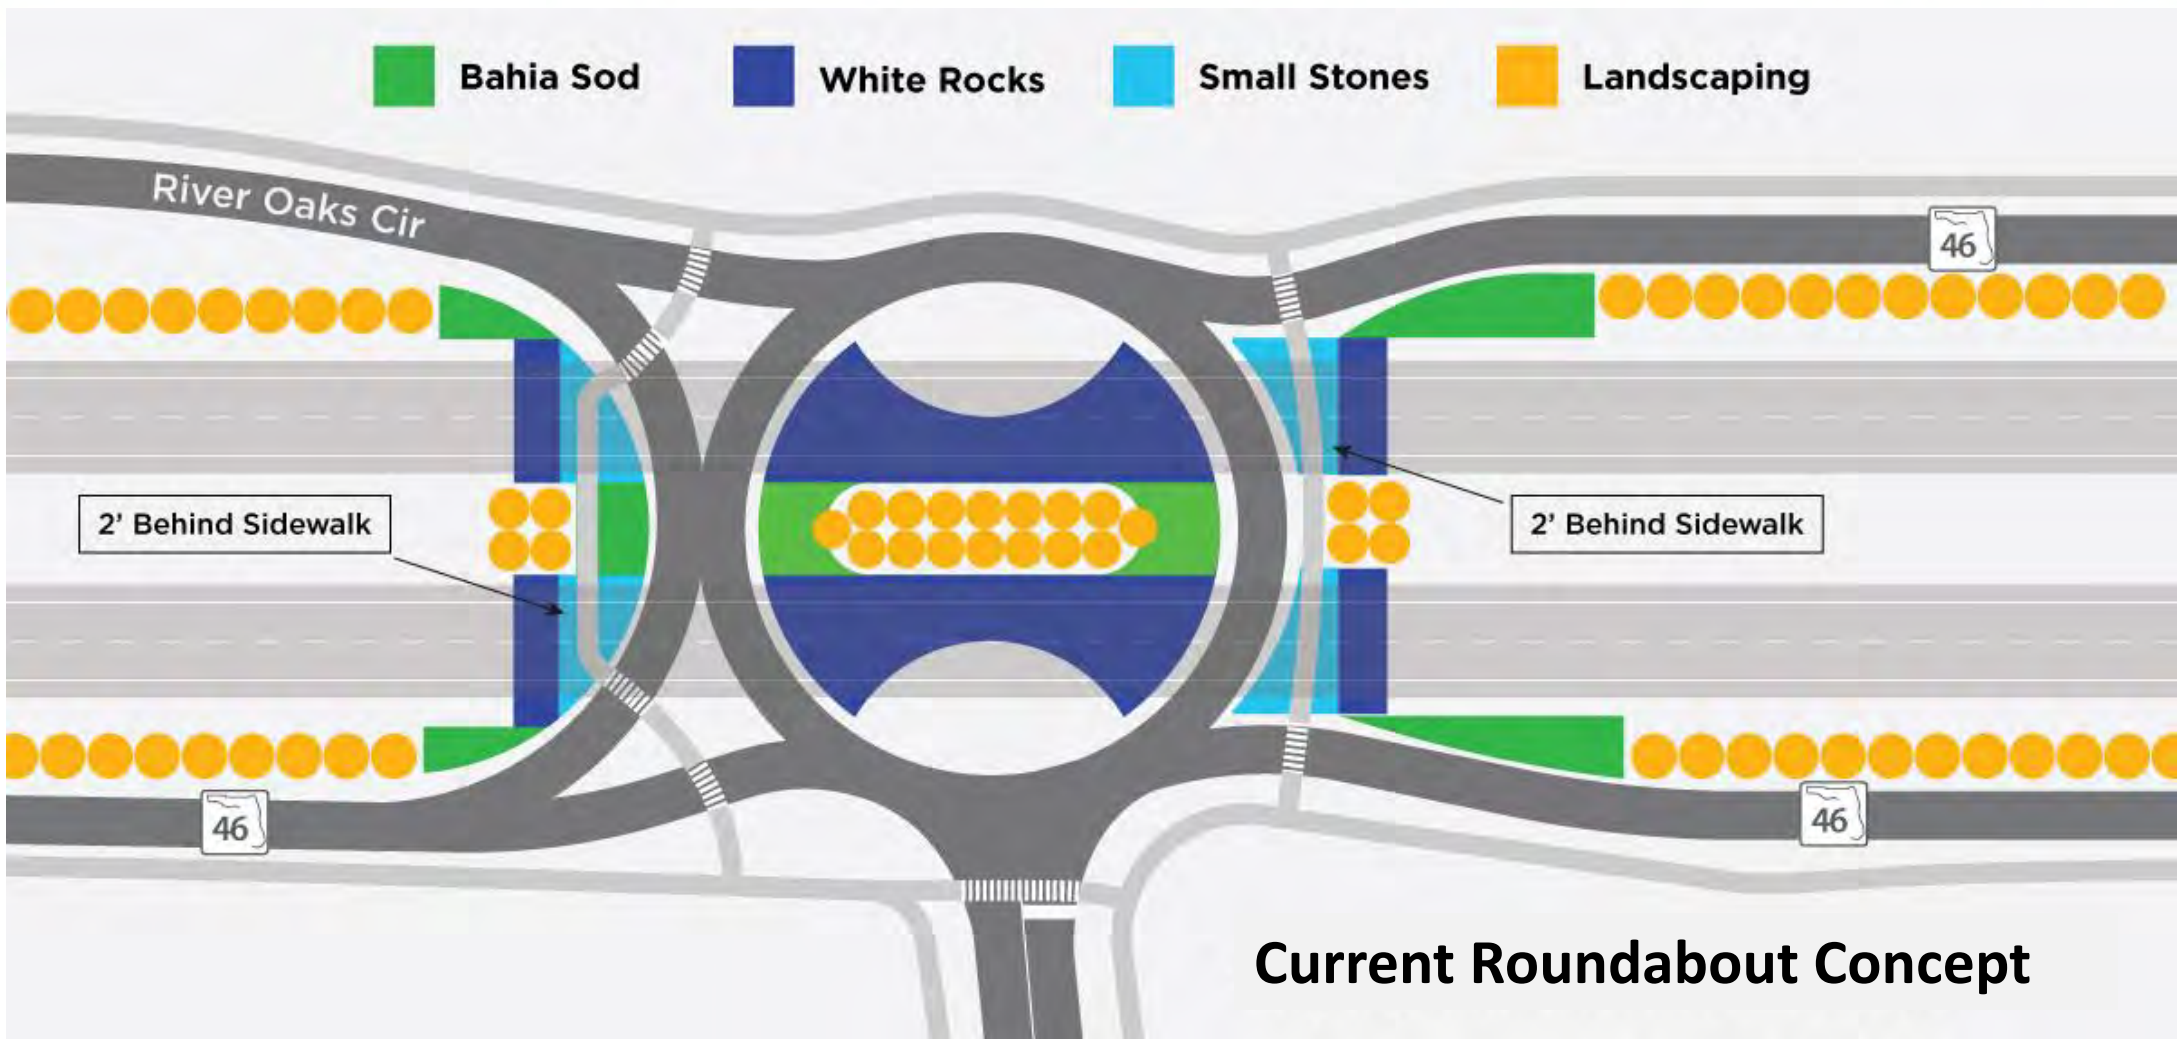 Bahia Sod
White Rocks
Small Stones
Landscaping
River Oaks Cir
46
2' Behind Sidewalk
2' Behind Sidewalk
46
46
Current Roundabout Concept